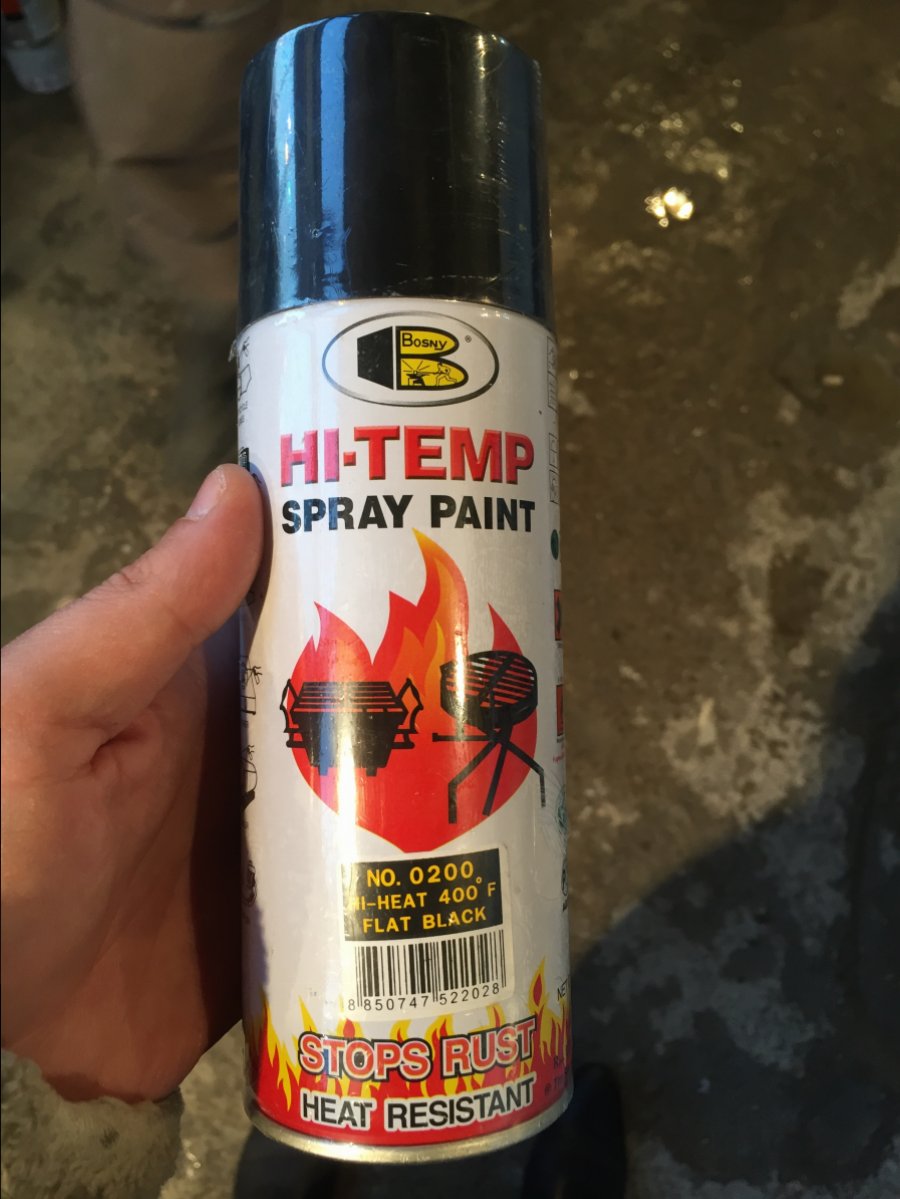 BOSNY
®
HI-TEMP
SPRAY PAINT
NO. 0200
HI-HEAT 400°F
FLAT BLACK
8 850747 522028
STOPS RUST
HEAT RESISTANT